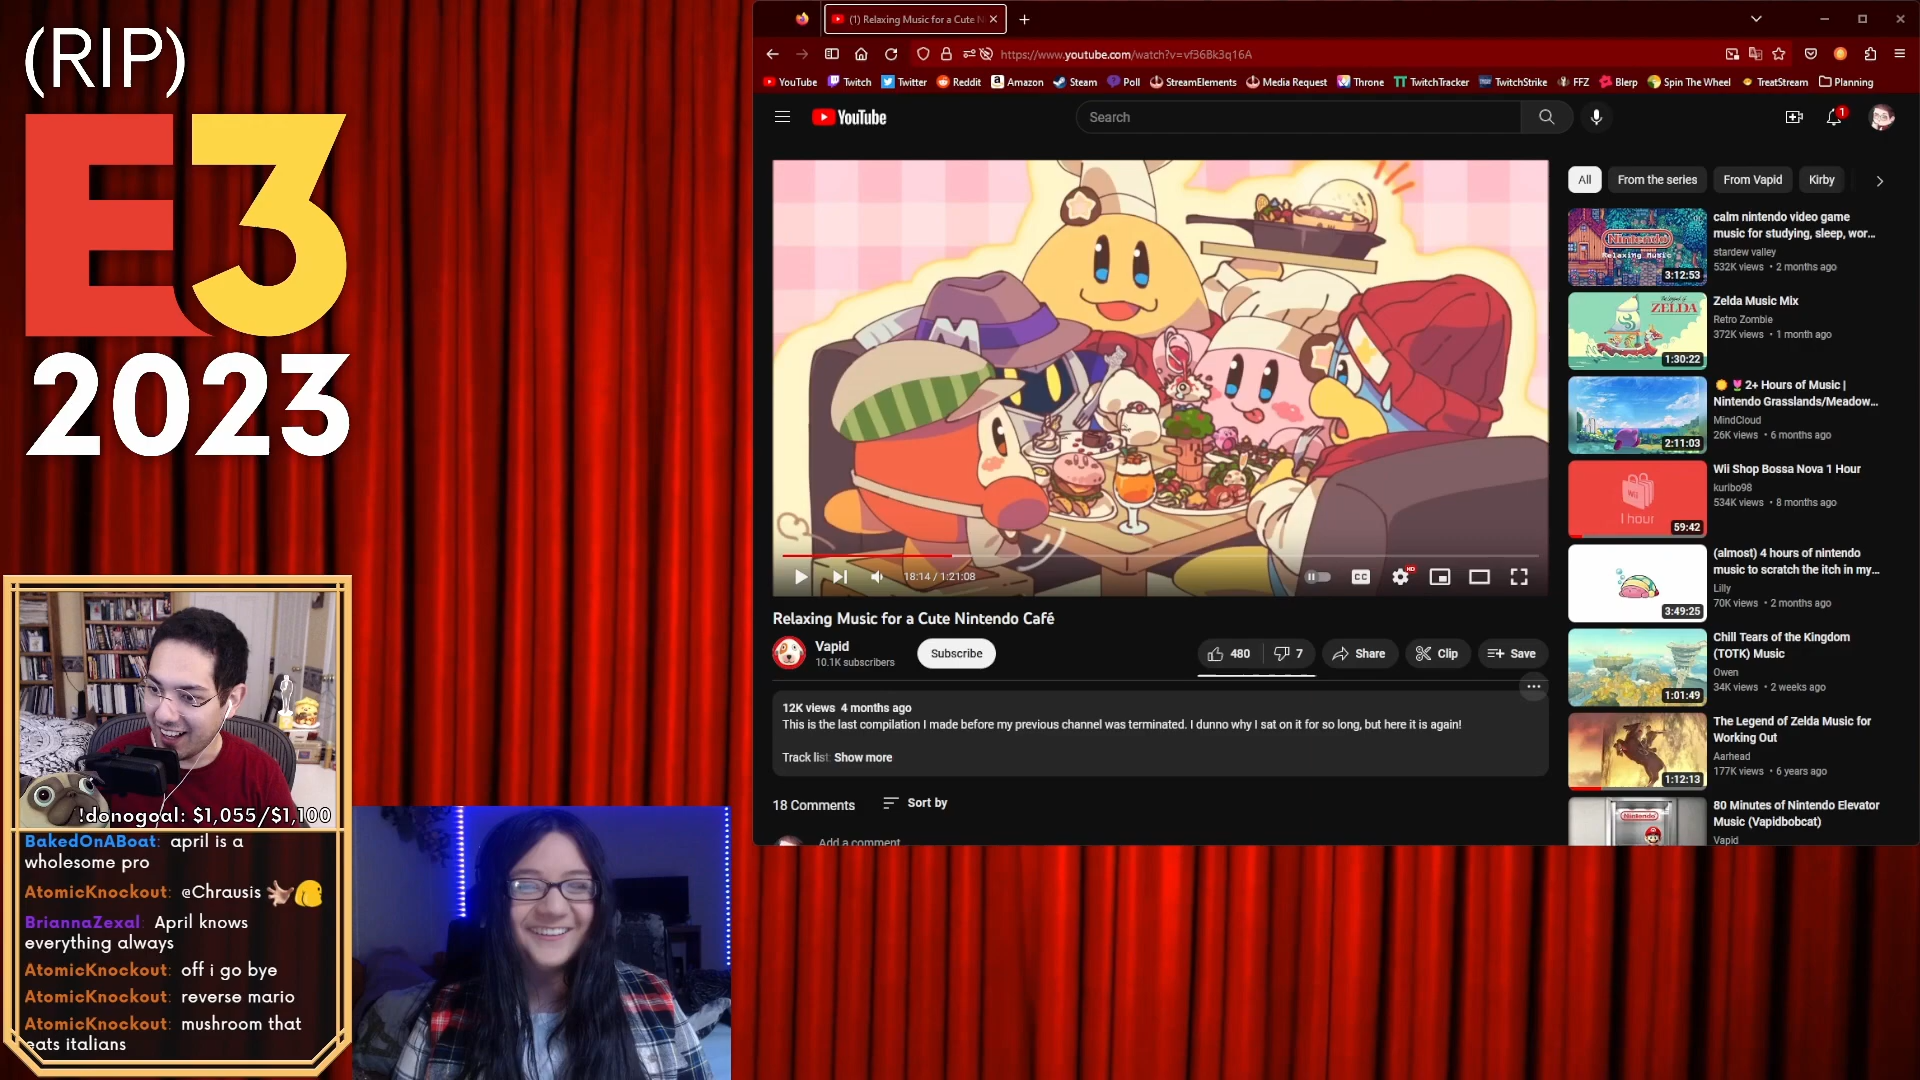 (RIP)
E3
2023
!donogoal: $1,055/$1,100
BakedOnABoat: april is a
wholesome pro
AtomicKnockout: @Chrausis
BriannaZexal: April knows
everything always
AtomicKnockout: off i go bye
AtomicKnockout: reverse mario
AtomicKnockout: mushroom that
eats italians
(1) Relaxing Music for a Cute N
https://www.youtube.com/watch?v=vf36Bk3q16A
YouTube Twitch Twitter Reddit Amazon Steam Poll StreamElements Media Request Throne TwitchTracker TwitchStrike FFZ Blerp Spin The Wheel TreatStream Planning
YouTube
Search
1
M
18:14 / 1:21:08
CC
HD
Relaxing Music for a Cute Nintendo Café
Vapid
10.1K subscribers
Subscribe
480
7
Share
Clip
Save
12K views 4 months ago
This is the last compilation I made before my previous channel was terminated. I dunno why I sat on it for so long, but here it is again!
Track list: Show more
18 Comments
Sort by
Add a comment
All
From the series
From Vapid
Kirby
Nintendo
Relaxing Music
3:12:53
calm nintendo video game
music for studying, sleep, wor...
stardew valley
532K views • 2 months ago
ZELDA
1:30:22
Zelda Music Mix
Retro Zombie
372K views • 1 month ago
2:11:03
2+ Hours of Music |
Nintendo Grasslands/Meadow...
MindCloud
26K views • 6 months ago
Wii
1 hour
59:42
Wii Shop Bossa Nova 1 Hour
kuribo98
534K views • 8 months ago
3:49:25
(almost) 4 hours of nintendo
music to scratch the itch in my...
Lilly
70K views • 2 months ago
1:01:49
Chill Tears of the Kingdom
(TOTK) Music
Owen
34K views • 2 weeks ago
1:12:13
The Legend of Zelda Music for
Working Out
Aarhead
177K views • 6 years ago
Nintendo
80 Minutes of Nintendo Elevator
Music (Vapidbobcat)
Vapid